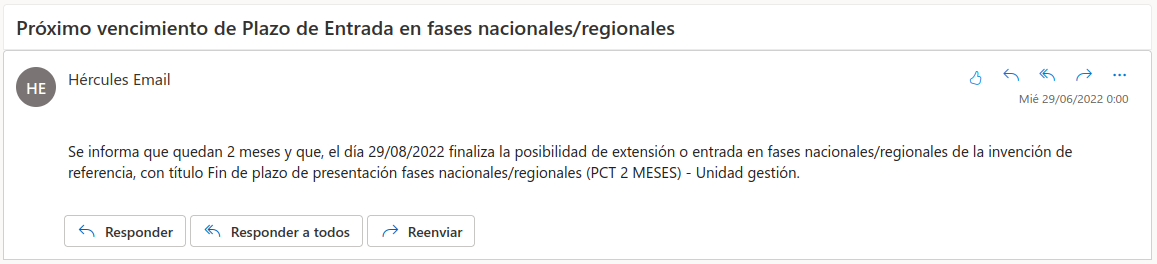 Próximo vencimiento de Plazo de Entrada en fases nacionales/regionales
HE
Hércules Email
Mié 29/06/2022 0:00
Se informa que quedan 2 meses y que, el día 29/08/2022 finaliza la posibilidad de extensión o entrada en fases nacionales/regionales de la invención de
referencia, con título Fin de plazo de presentación fases nacionales/regionales (PCT 2 MESES) - Unidad gestión.
Responder Responder a todos Reenviar